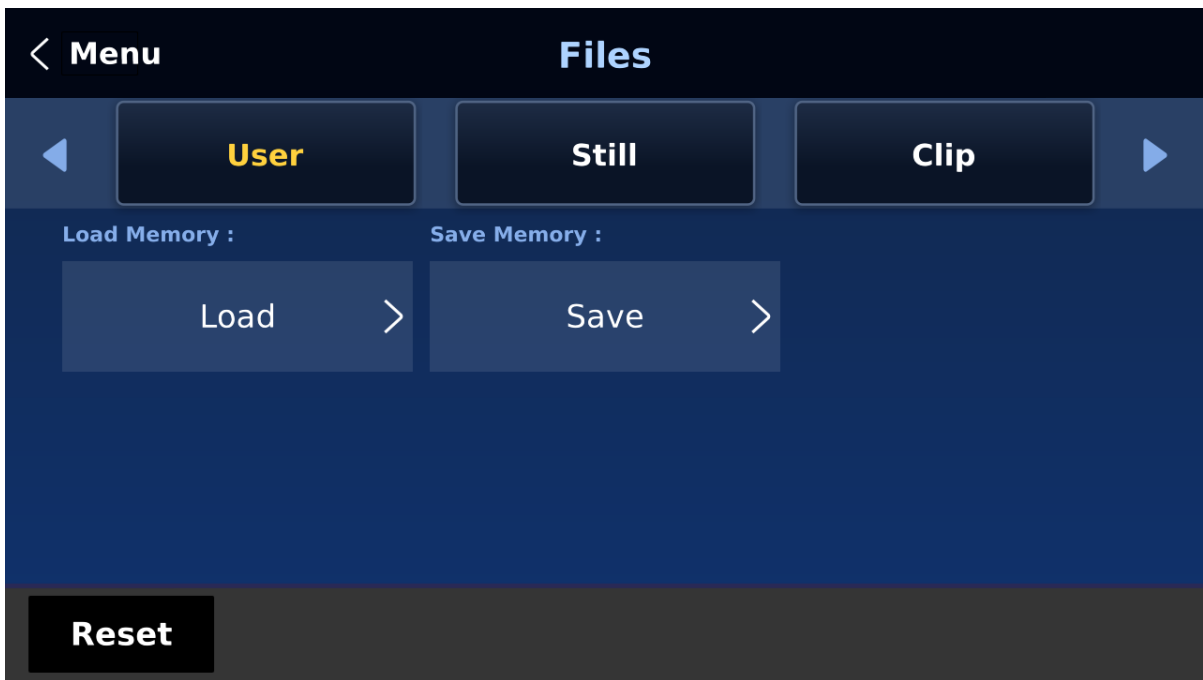 Menu
Files
User
Still
Clip
Load Memory :
Save Memory :
Load
Save
Reset